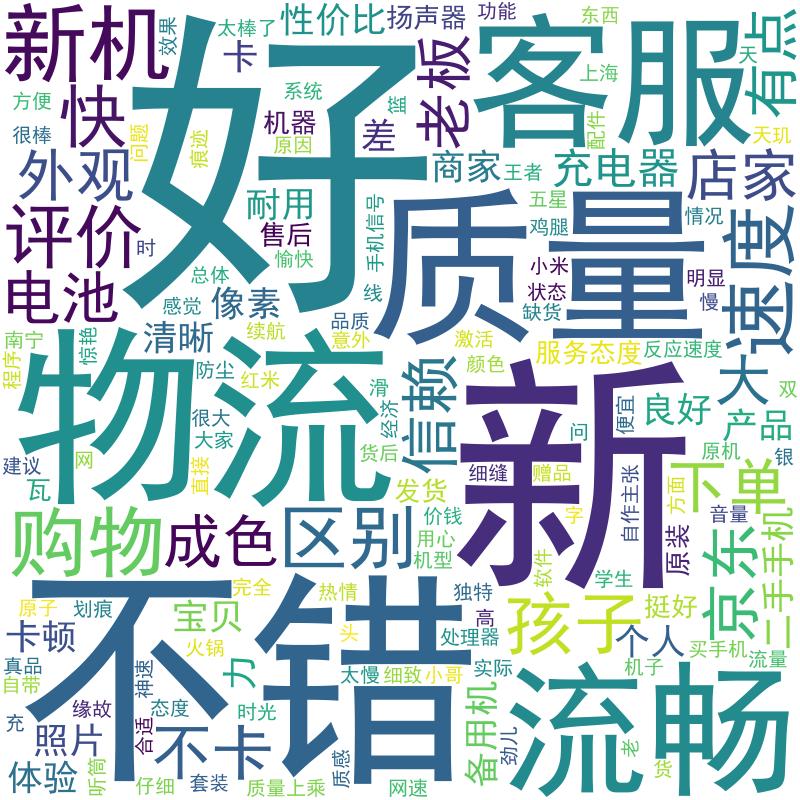 新机
效果
太棒了
卡
性价比
扬声器
功能
东西
有点
好
客服
老板
上海
天
方便
快
系统
篮
配件
很棒
问题
痕迹
机器
原因
差
天玑
外观
耐用
商家
王者
充电器
店家
评价
时
售后
手机信号
质量
五星
鸡腿
情况
速度
愉快
小米
明显
电池
总体
线
状态
慢
感觉
像素
品质
缺货
南宁
惊艳
清晰
续航
意外
激活
服务态度
反应速度
程序
物流
防尘
红米
滑
信赖
颜色
新
大
双
很大
经济
便宜
良好
产品
大家
问
建议
网
直接
货后
原机
银
瓦
发货
细缝
赠品
自作主张
方面
下单
购物
成色
区别
价钱
字
音量
用心
原装
京东
二手手机
机型
软件
不错
完全
热情
独特
学生
原子
划痕
宝贝
高
孩子
挺好
卡顿
火锅
头
处理器
个人
买手机
真品
力
太慢
细致
小哥
实际
机子
流量
自带
神速
流畅
缘故
态度
时光
备用机
充
合适
不卡
劲儿
照片
老
货
体验
听筒
仔细
套装
质量上乘
质感
网速